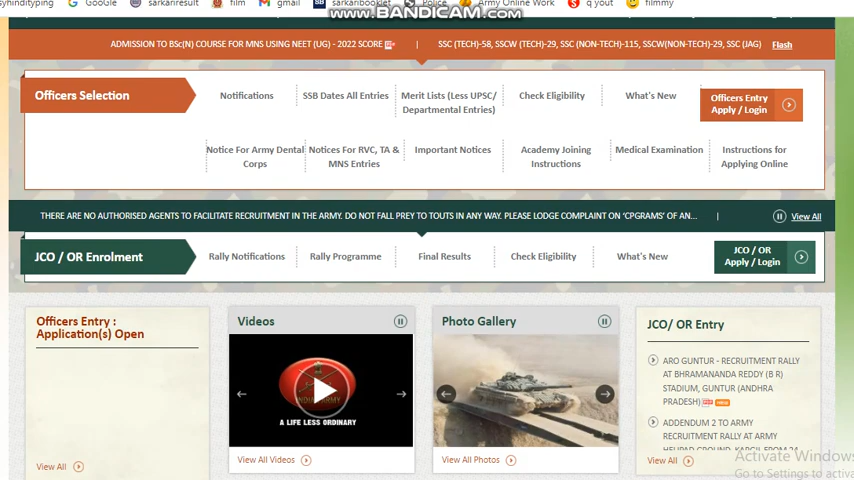 syhindityping GooGle sarkariresult film gmail sarkaribooklet Police Army Online Work q yout filmmy
www.BANDICAM.com
ADMISSION TO BSc(N) COURSE FOR MNS USING NEET (UG) - 2022 SCORE | SSC (TECH)-58, SSCW (TECH)-29, SSC (NON-TECH)-115, SSCW(NON-TECH)-29, SSC (JAG) Flash
Officers Selection
Notifications
SSB Dates All Entries
Merit Lists (Less UPSC/
Departmental Entries)
Check Eligibility
What's New
Officers Entry
Apply / Login
Notice For Army Dental
Corps
Notices For RVC, TA &
MNS Entries
Important Notices
Academy Joining
Instructions
Medical Examination
Instructions for
Applying Online
THERE ARE NO AUTHORISED AGENTS TO FACILITATE RECRUITMENT IN THE ARMY. DO NOT FALL PREY TO TOUTS IN ANY WAY. PLEASE LODGE COMPLAINT ON 'CPGRAMS' OF AN... | View All
JCO / OR Enrolment
Rally Notifications
Rally Programme
Final Results
Check Eligibility
What's New
JCO / OR
Apply / Login
Officers Entry :
Application(s) Open
View All
Videos
INDIAN ARMY
A LIFE LESS ORDINARY
View All Videos
Photo Gallery
View All Photos
JCO/ OR Entry
ARO GUNTUR - RECRUITMENT RALLY
AT BHRAMANANDA REDDY (B R)
STADIUM, GUNTUR (ANDHRA
PRADESH)
ADDENDUM 2 TO ARMY
RECRUITMENT RALLY AT ARMY
HELIPAD GROUND, KARGIL FROM 24
View All
Activate Windows
Go to Settings to activa